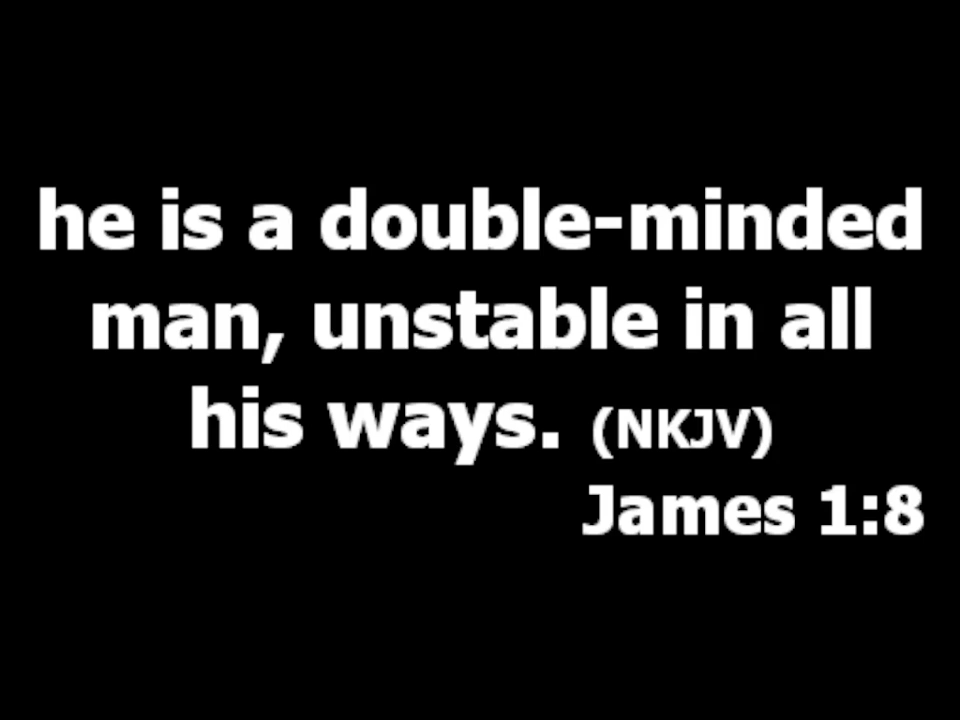 he is a double-minded
man, unstable in all
his ways. (NKJV)
James 1:8